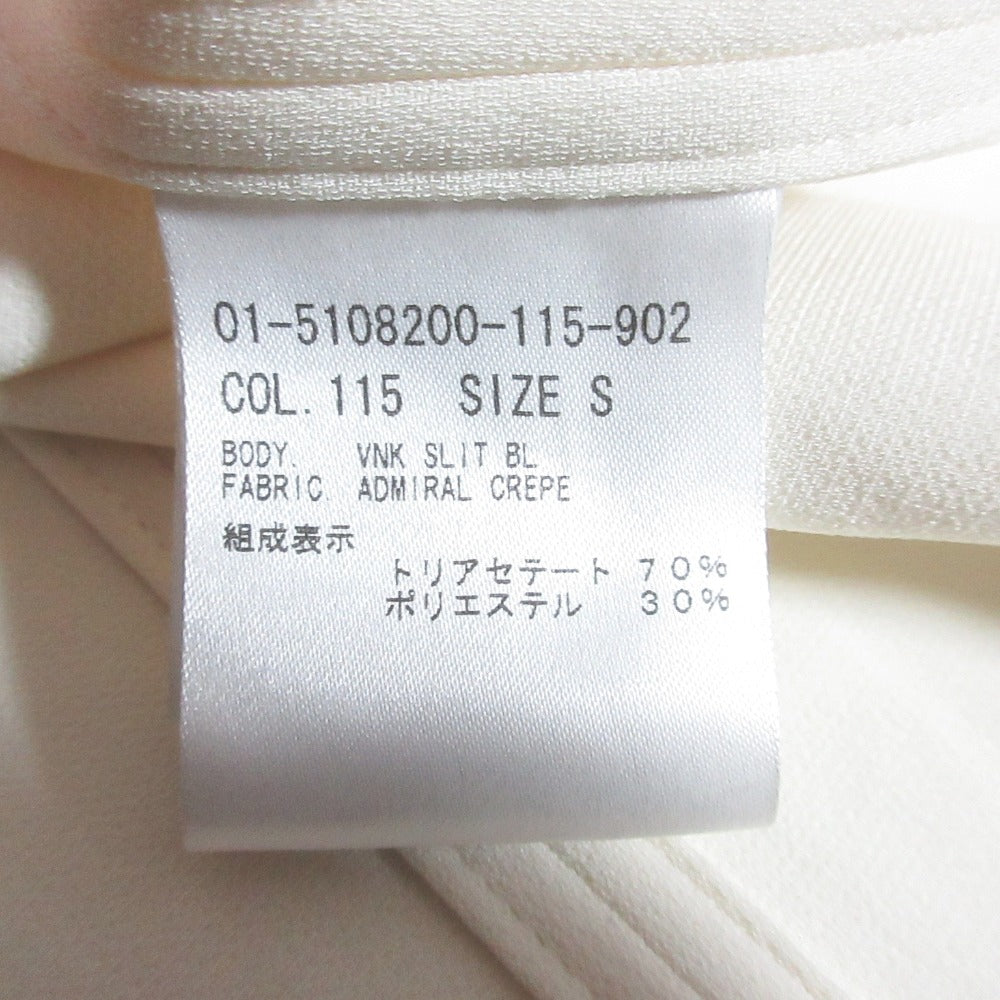 01-5108200-115-902
COL. 115 SIZE S
BODY. VNK SLIT BL
FABRIC. ADMIRAL CREPE
組成表示
トリアセテート 70%
ポリエステル 30%